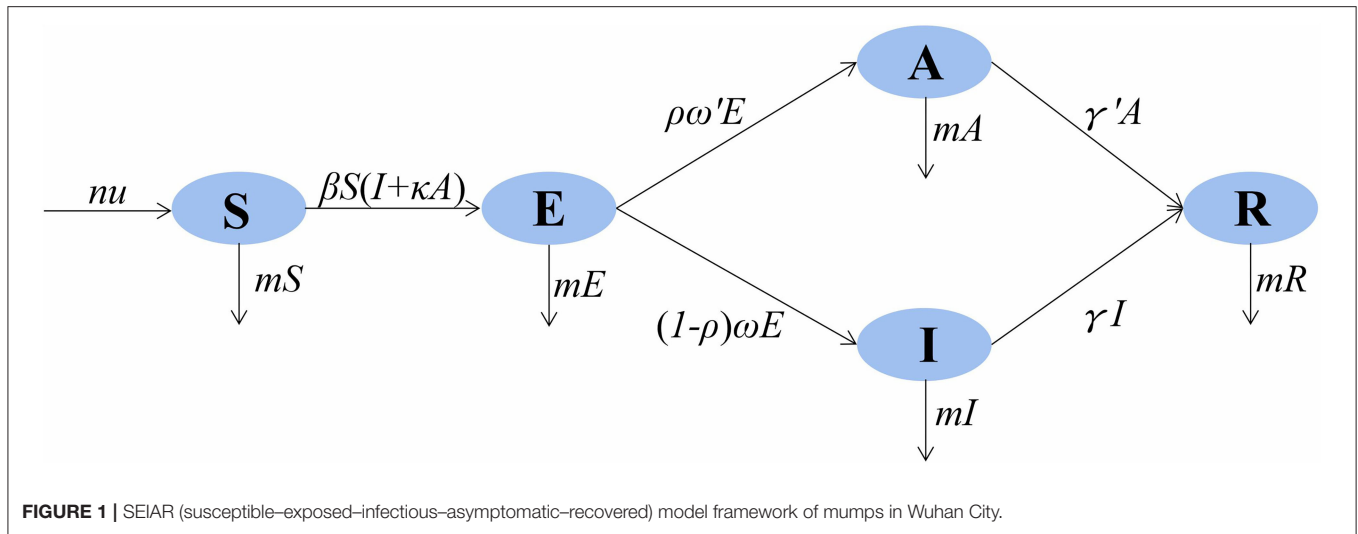 A
ρω'E
mA
γ'A
nu
S
βS(I+κA)
E
R
mS
mE
mR
(1-ρ)ωE
I
γI
mI
FIGURE 1 | SEIAR (susceptible–exposed–infectious–asymptomatic–recovered) model framework of mumps in Wuhan City.